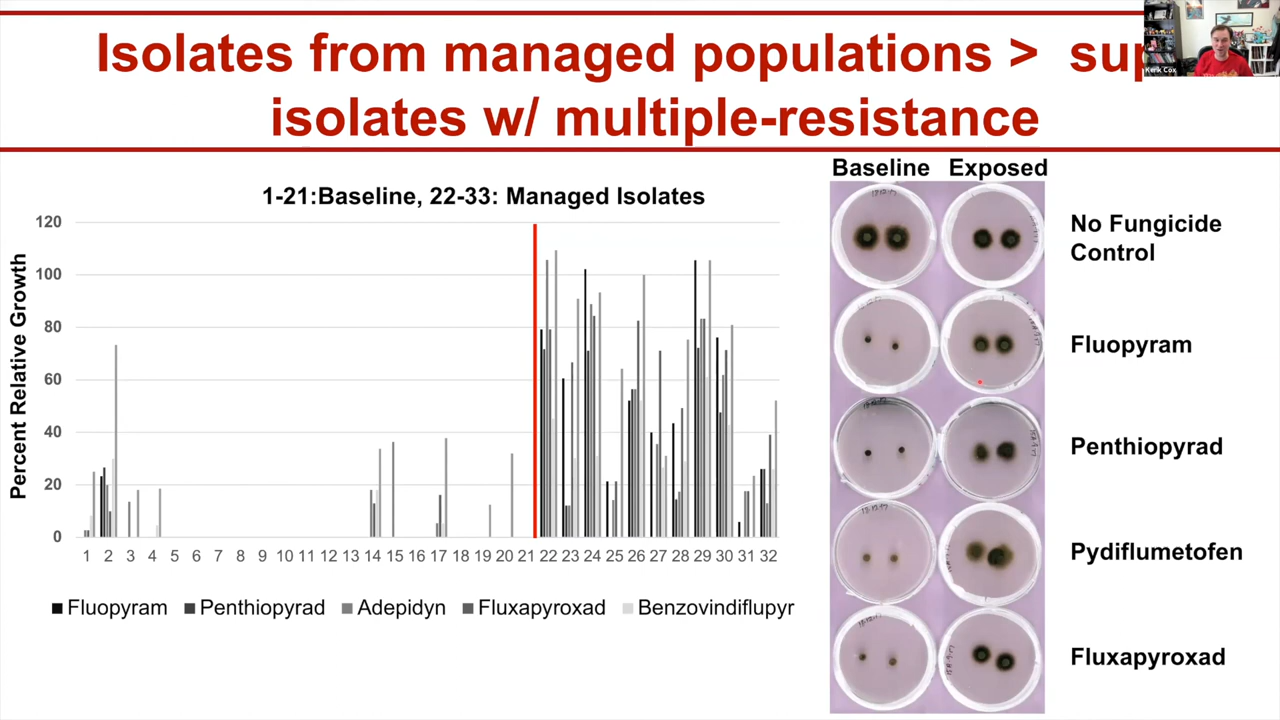 Isolates from managed populations > sup
isolates w/ multiple-resistance
Kerik Cox
1-21:Baseline, 22-33: Managed Isolates
Percent Relative Growth
120
100
80
60
40
20
0
1 2 3 4 5 6 7 8 9 10 11 12 13 14 15 16 17 18 19 20 21 22 23 24 25 26 27 28 29 30 31 32
Fluopyram Penthiopyrad Adepidyn Fluxapyroxad Benzovindiflupyr
Baseline Exposed
No Fungicide
Control
Fluopyram
Penthiopyrad
Pydiflumetofen
Fluxapyroxad